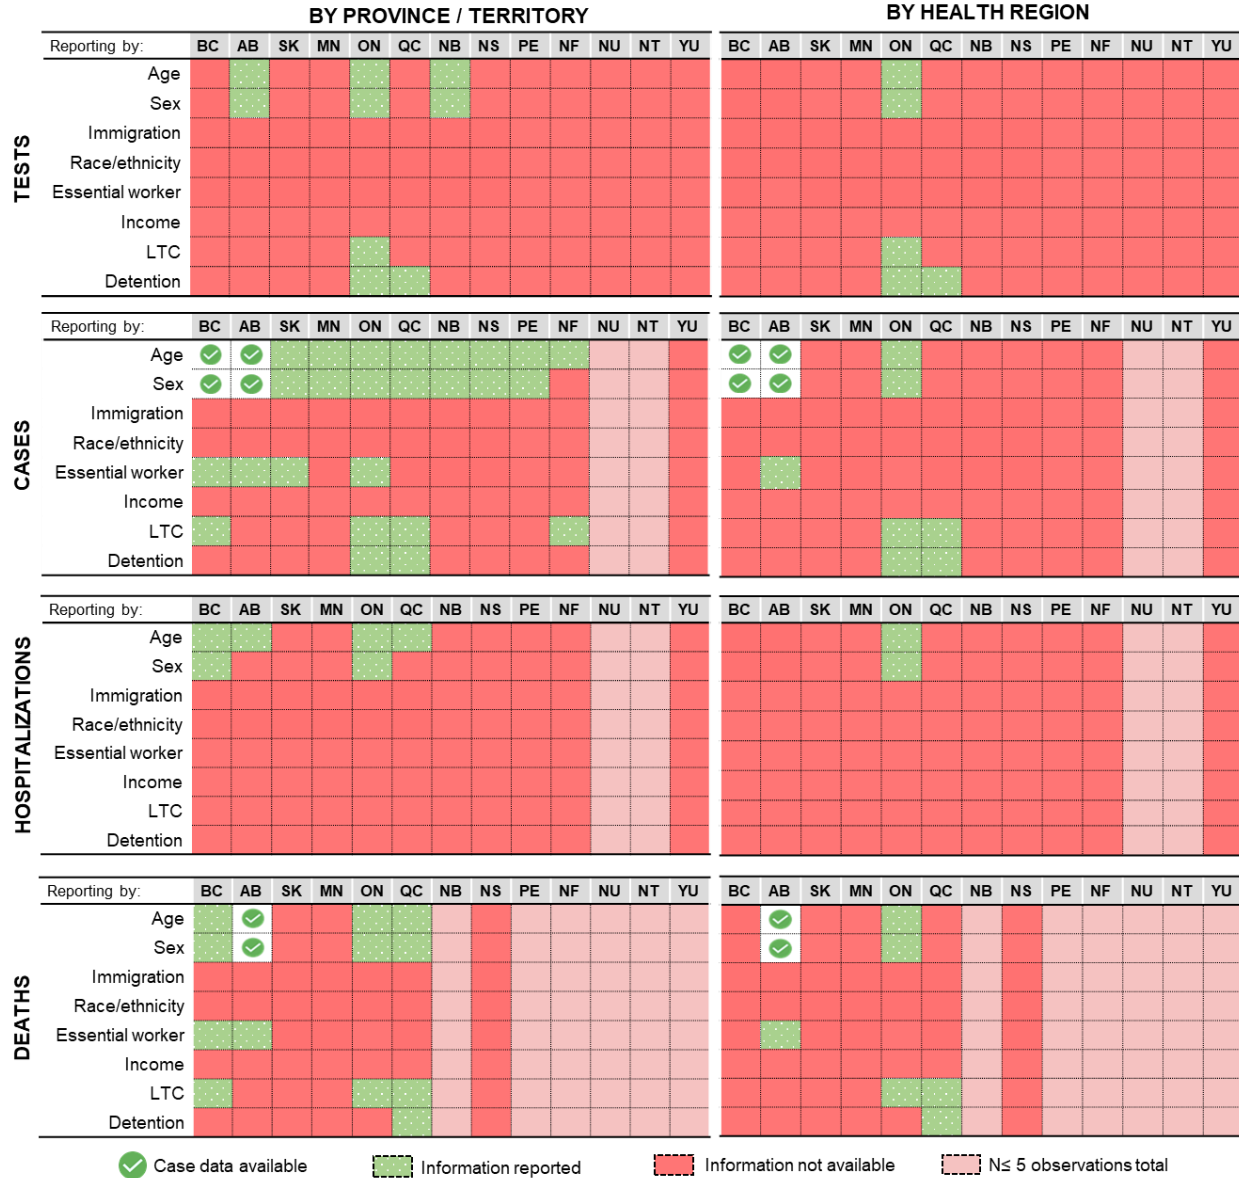 BY PROVINCE / TERRITORY BY HEALTH REGION
Reporting by: BC AB SK MN ON QC NB NS PE NF NU NT YU BC AB SK MN ON QC NB NS PE NF NU NT YU
TESTS
Age
Sex
Immigration
Race/ethnicity
Essential worker
Income
LTC
Detention
Reporting by: BC AB SK MN ON QC NB NS PE NF NU NT YU BC AB SK MN ON QC NB NS PE NF NU NT YU
CASES
Age
Sex
Immigration
Race/ethnicity
Essential worker
Income
LTC
Detention
Reporting by: BC AB SK MN ON QC NB NS PE NF NU NT YU BC AB SK MN ON QC NB NS PE NF NU NT YU
HOSPITALIZATIONS
Age
Sex
Immigration
Race/ethnicity
Essential worker
Income
LTC
Detention
Reporting by: BC AB SK MN ON QC NB NS PE NF NU NT YU BC AB SK MN ON QC NB NS PE NF NU NT YU
DEATHS
Age
Sex
Immigration
Race/ethnicity
Essential worker
Income
LTC
Detention
Case data available Information reported Information not available N≤ 5 observations total